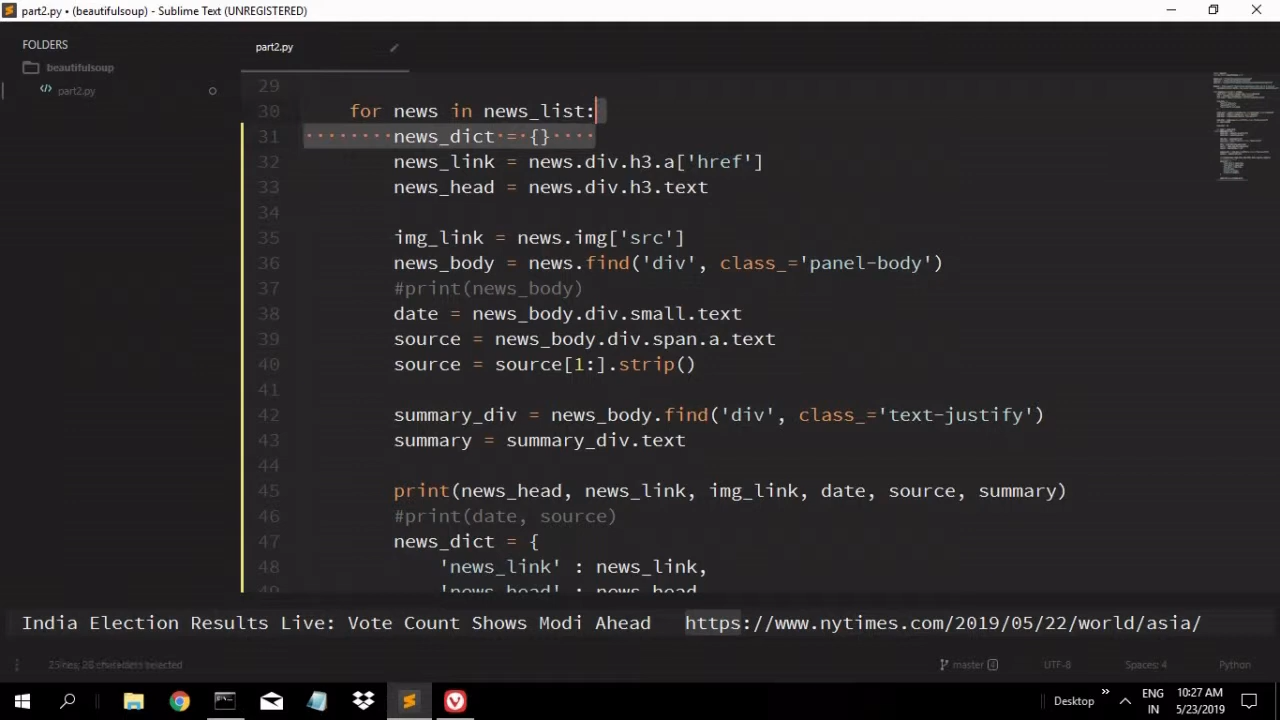 part2.py • (beautifulsoup) - Sublime Text (UNREGISTERED)
FOLDERS
beautifulsoup
part2.py
part2.py
29
30 for news in news_list:
31 news_dict = {}
32 news_link = news.div.h3.a['href']
33 news_head = news.div.h3.text
34
35 img_link = news.img['src']
36 news_body = news.find('div', class_='panel-body')
37 #print(news_body)
38 date = news_body.div.small.text
39 source = news_body.div.span.a.text
40 source = source[1:].strip()
41
42 summary_div = news_body.find('div', class_='text-justify')
43 summary = summary_div.text
44
45 print(news_head, news_link, img_link, date, source, summary)
46 #print(date, source)
47 news_dict = {
48 'news_link' : news_link,
49 'news_head' : news_head
India Election Results Live: Vote Count Shows Modi Ahead https://www.nytimes.com/2019/05/22/world/asia/
characters selected
master 4
UTF-8
Spaces: 4
Python
Desktop
ENG
IN
10:27 AM
5/23/2019